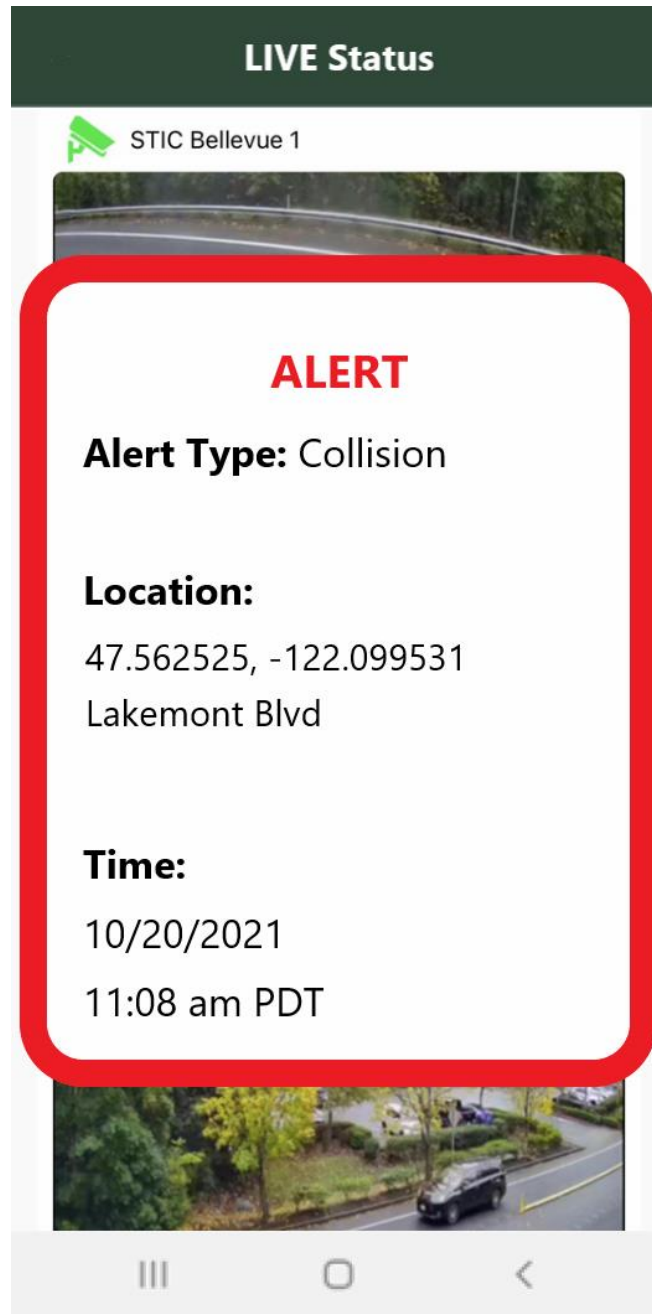 LIVE Status
STIC Bellevue 1
ALERT
Alert Type: Collision
Location:
47.562525, -122.099531
Lakemont Blvd
Time:
10/20/2021
11:08 am PDT